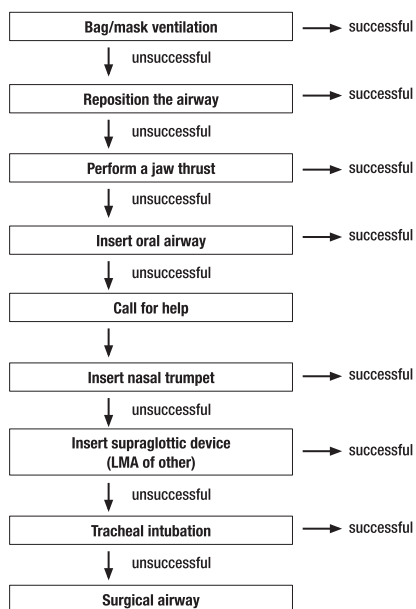 Bag/mask ventilation successful
unsuccessful
Reposition the airway successful
unsuccessful
Perform a jaw thrust successful
unsuccessful
Insert oral airway successful
unsuccessful
Call for help
Insert nasal trumpet successful
unsuccessful
Insert supraglottic device
(LMA of other) successful
unsuccessful
Tracheal intubation successful
unsuccessful
Surgical airway